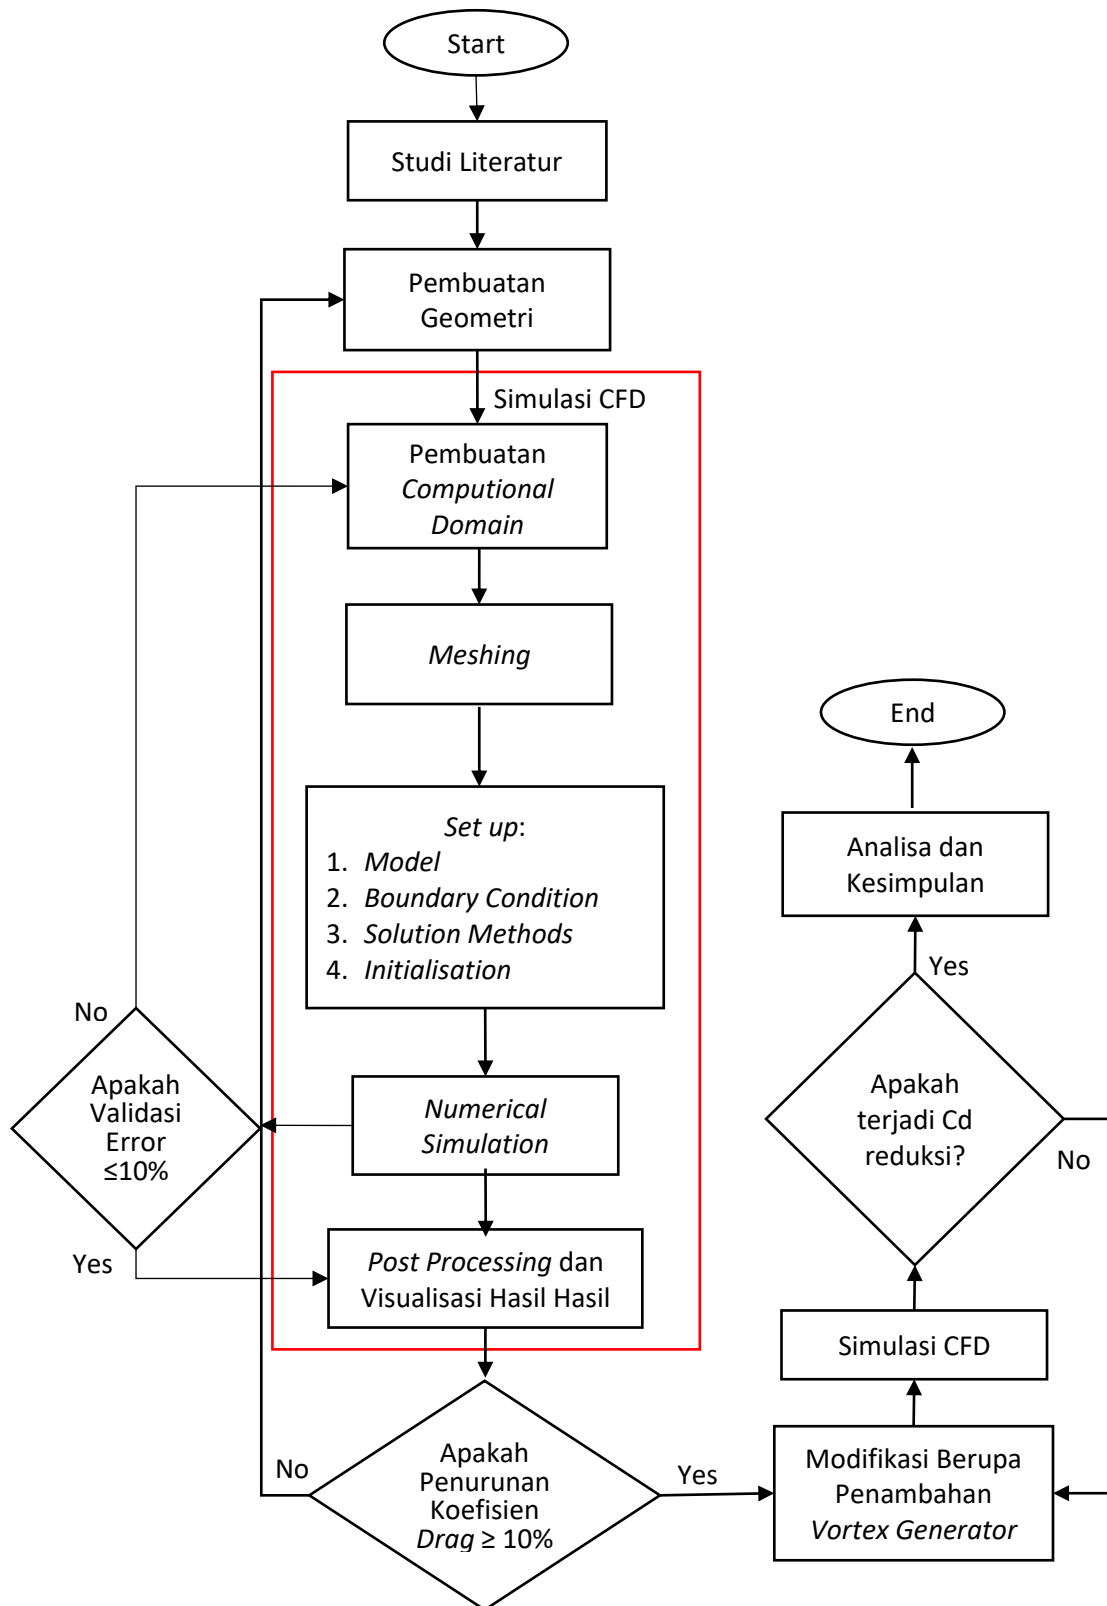 Start
Studi Literatur
Pembuatan
Geometri
Simulasi CFD
Pembuatan
Computional
Domain
Meshing
Set up:
1. Model
2. Boundary Condition
3. Solution Methods
4. Initialisation
No
Apakah
Validasi
Error
≤10%
Yes
Numerical
Simulation
Post Processing dan
Visualisasi Hasil Hasil
No
Apakah
Penurunan
Koefisien
Drag ≥ 10%
Yes
Modifikasi Berupa
Penambahan
Vortex Generator
Simulasi CFD
Apakah
terjadi Cd
reduksi?
No
Yes
Analisa dan
Kesimpulan
End